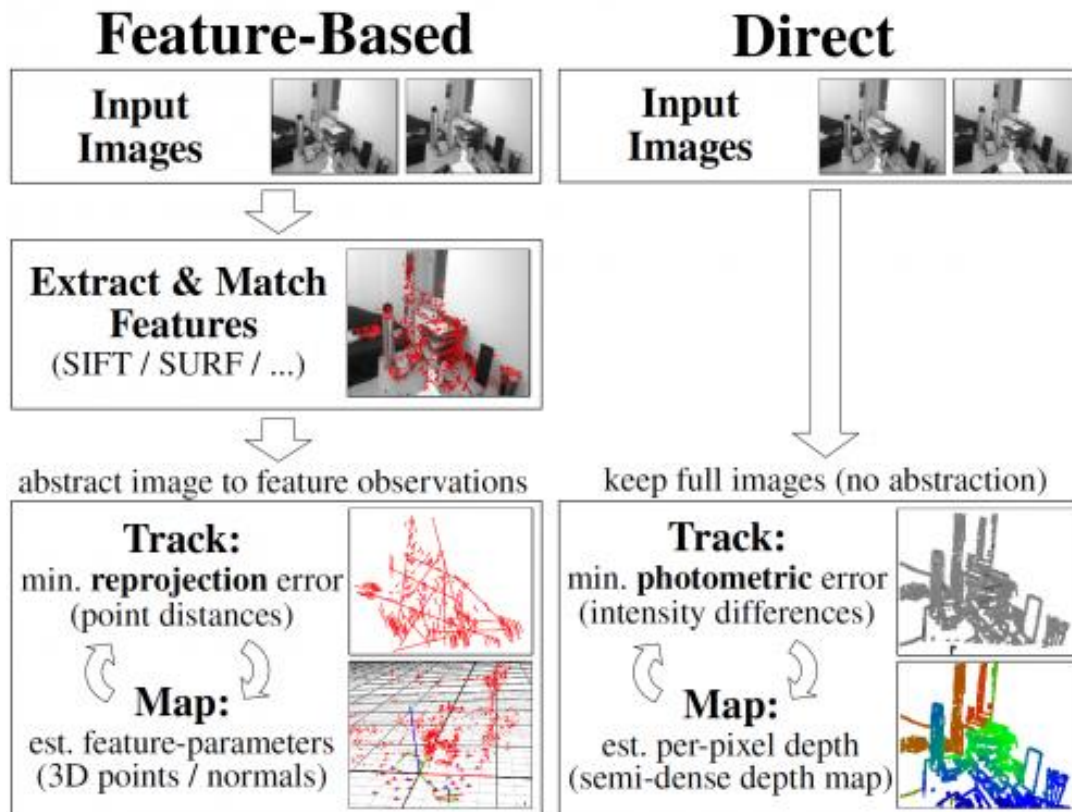 Feature-Based
Input
Images
Extract & Match
Features
(SIFT / SURF / ...)
abstract image to feature observations
Track:
min. reprojection error
(point distances)
Map:
est. feature-parameters
(3D points / normals)
Direct
Input
Images
keep full images (no abstraction)
Track:
min. photometric error
(intensity differences)
Map:
est. per-pixel depth
(semi-dense depth map)